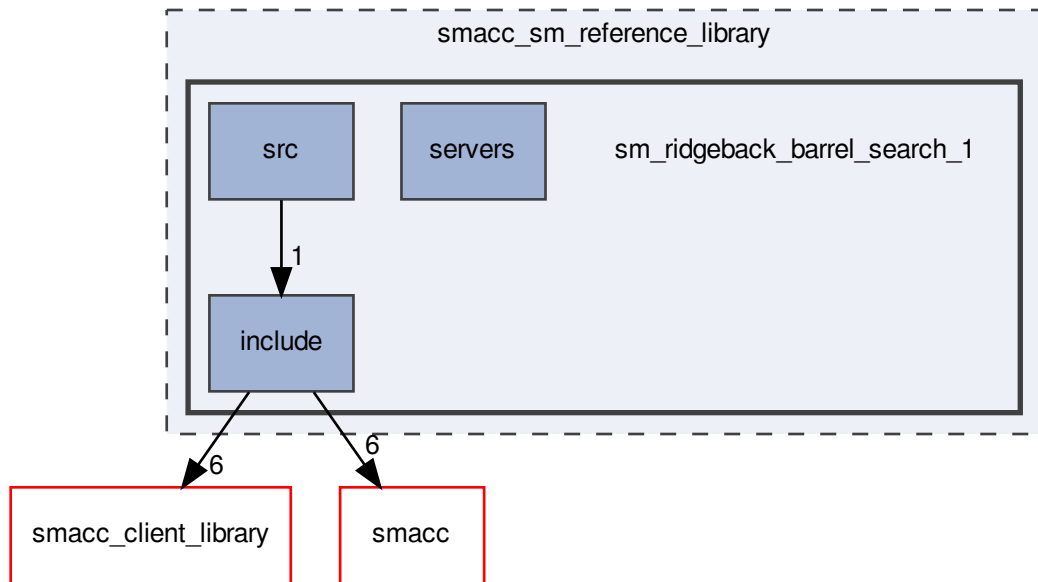 smacc_sm_reference_library
src
servers
sm_ridgeback_barrel_search_1
1
include
6
6
smacc_client_library
smacc